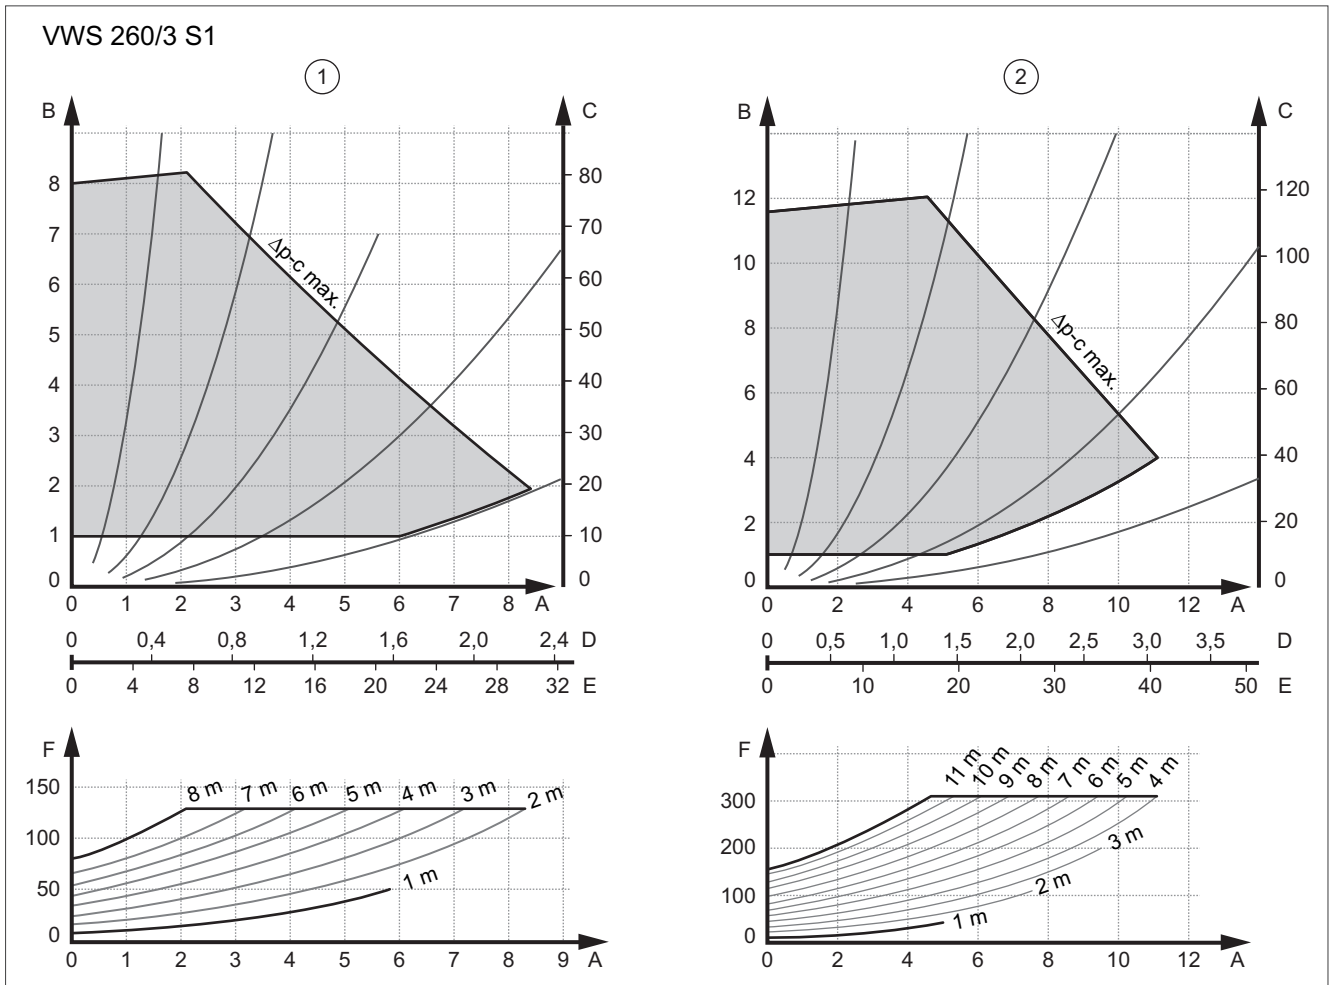 VWS 260/3 S1
1
B
C
8
7
6
5
4
3
2
1
0
80
70
60
50
40
30
20
10
0
Δp-c max.
0 1 2 3 4 5 6 7 8 A
0 0,4 0,8 1,2 1,6 2,0 2,4 D
0 4 8 12 16 20 24 28 32 E
F
150
100
50
0
8 m 7 m 6 m 5 m 4 m 3 m 2 m
1 m
0 1 2 3 4 5 6 7 8 9 A
2
B
C
12
10
8
6
4
2
0
120
100
80
60
40
20
0
Δp-c max.
0 2 4 6 8 10 12 A
0 0,5 1,0 1,5 2,0 2,5 3,0 3,5 D
0 10 20 30 40 50 E
F
300
200
100
0
11 m 10 m 9 m 8 m 7 m 6 m 5 m 4 m
3 m
2 m
1 m
0 2 4 6 8 10 12 A